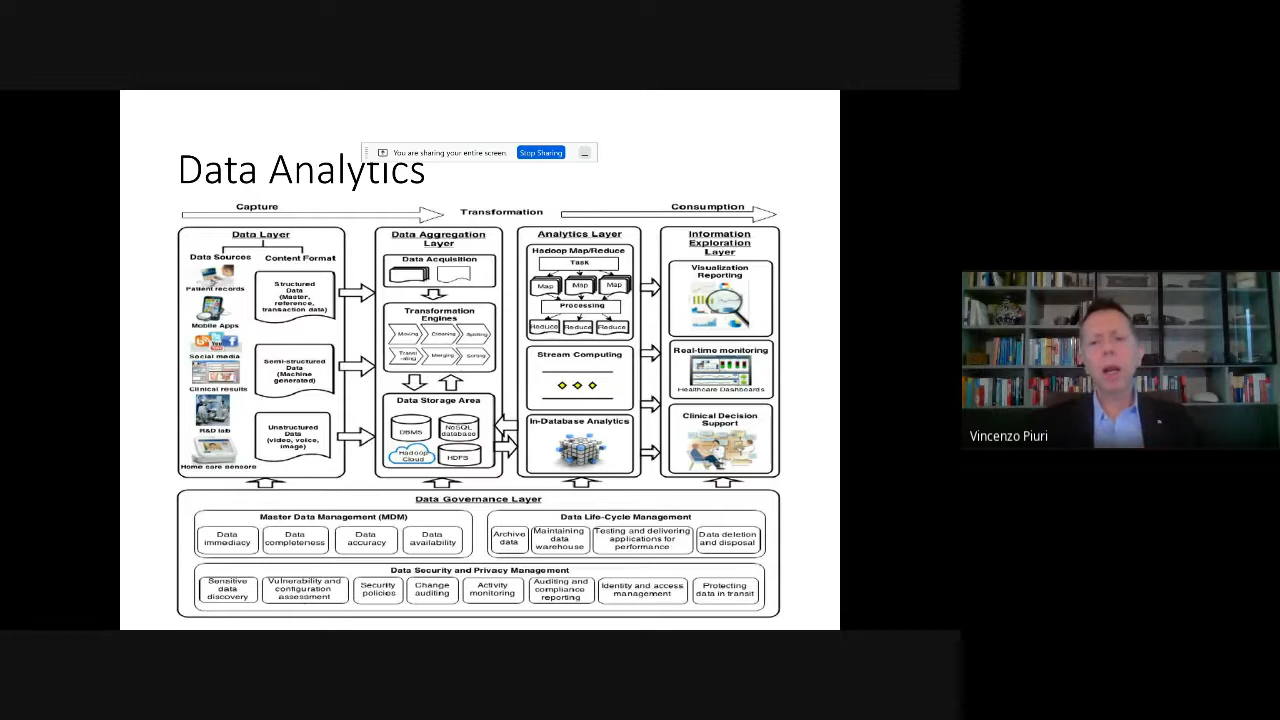 You are sharing your entire screen.
Stop Sharing
Data Analytics
Capture
Transformation
Consumption
Data Layer
Data Sources
Content Format
Patient records
Mobile Apps
Social media
Clinical results
R&D lab
Home care sensors
Structured
Data
(Master,
reference,
transaction data)
Semi-structured
Data
(Machine
generated)
Unstructured
Data
(video, voice,
image)
Data Aggregation
Layer
Data Acquisition
Transformation
Engines
Moving
Cleaning
Splitting
Merging
Sorting
Data Storage Area
DBMS
NoSQL
database
Hadoop
Cloud
HDFS
Analytics Layer
Hadoop Map/Reduce
Task
Map
Map
Map
Processing
Reduce
Reduce
Reduce
Stream Computing
In-Database Analytics
Information
Exploration
Layer
Visualization
Reporting
Real-time monitoring
Healthcare Dashboards
Clinical Decision
Support
Data Governance Layer
Master Data Management (MDM)
Data
immediacy
Data
completeness
Data
accuracy
Data
availability
Data Life-Cycle Management
Archive
data
Maintaining
data
warehouse
Testing and delivering
applications for
performance
Data deletion
and disposal
Data Security and Privacy Management
Sensitive
data
discovery
Vulnerability and
configuration
assessment
Security
policies
Change
auditing
Activity
monitoring
Auditing and
compliance
reporting
Identity and access
management
Protecting
data in transit
Vincenzo Piuri